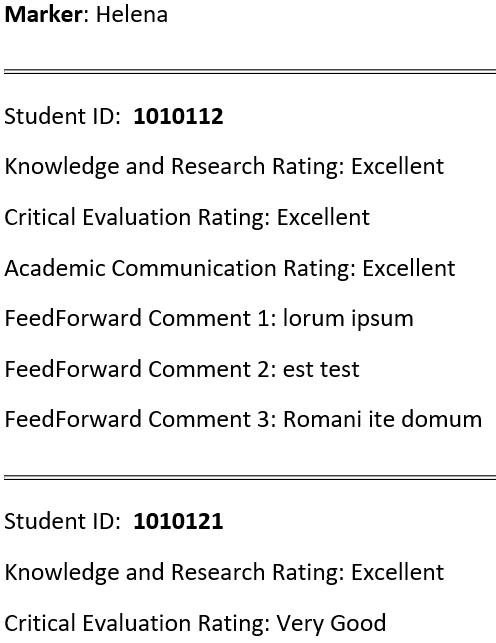 Marker: Helena
Student ID: 1010112
Knowledge and Research Rating: Excellent
Critical Evaluation Rating: Excellent
Academic Communication Rating: Excellent
FeedForward Comment 1: lorum ipsum
FeedForward Comment 2: est test
FeedForward Comment 3: Romani ite domum
Student ID: 1010121
Knowledge and Research Rating: Excellent
Critical Evaluation Rating: Very Good